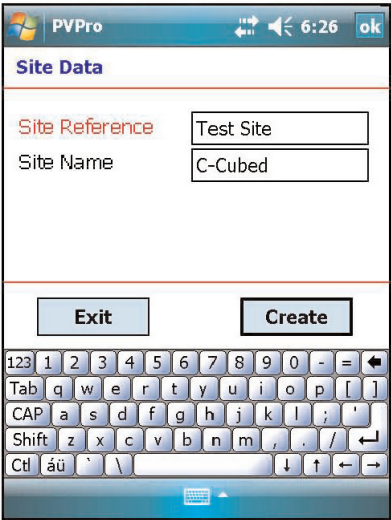 PVPro 6:26 ok
Site Data
Site Reference Test Site
Site Name C-Cubed
Exit Create
123 1 2 3 4 5 6 7 8 9 0 - = 
Tab q w e r t y u i o p [ ]
CAP a s d f g h j k l ; '
Shift z x c v b n m , . /
Ctl áü ` \